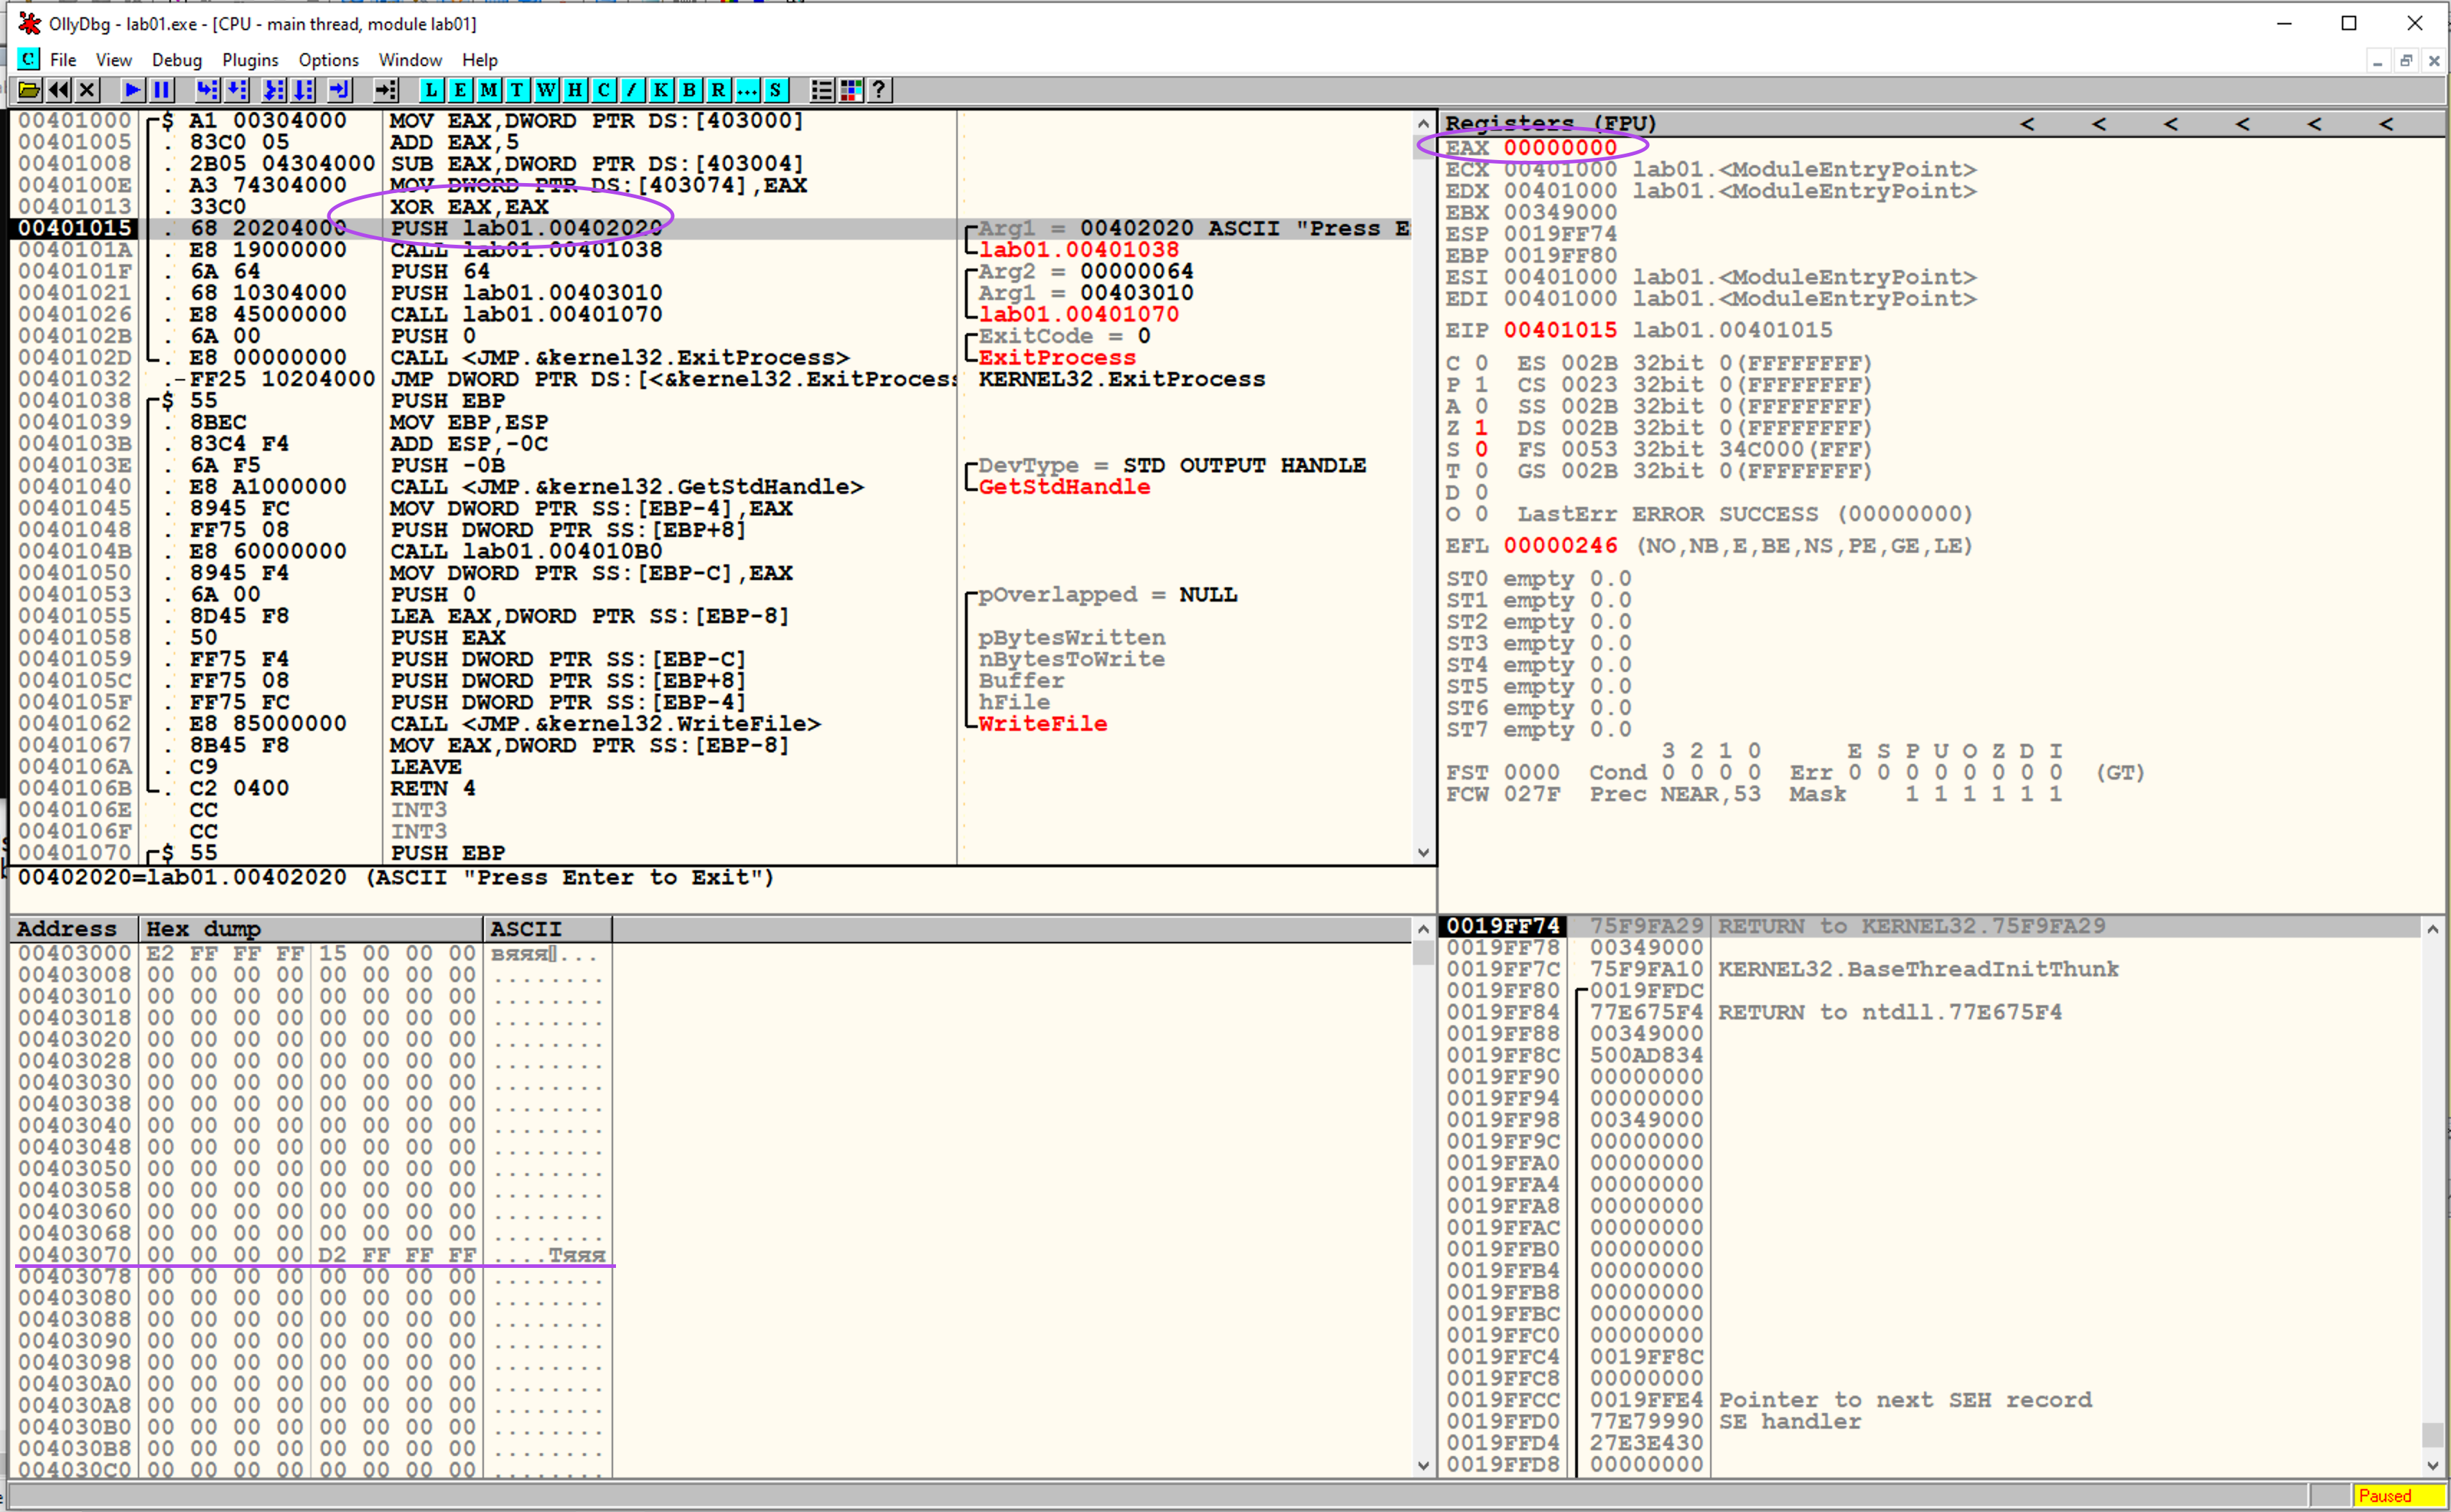 OllyDbg - lab01.exe - [CPU - main thread, module lab01]
C File View Debug Plugins Options Window Help
L E M T W H C / K B R ... S ?
00401000 $ A1 00304000 MOV EAX,DWORD PTR DS:[403000]
00401005 . 83C0 05 ADD EAX,5
00401008 . 2B05 04304000 SUB EAX,DWORD PTR DS:[403004]
0040100E . A3 74304000 MOV DWORD PTR DS:[403074],EAX
00401013 . 33C0 XOR EAX,EAX
00401015 . 68 20204000 PUSH lab01.00402020 Arg1 = 00402020 ASCII "Press E
0040101A . E8 19000000 CALL lab01.00401038 lab01.00401038
0040101F . 6A 64 PUSH 64 Arg2 = 00000064
00401021 . 68 10304000 PUSH lab01.00403010 Arg1 = 00403010
00401026 . E8 45000000 CALL lab01.00401070 lab01.00401070
0040102B . 6A 00 PUSH 0 ExitCode = 0
0040102D . E8 00000000 CALL <JMP.&kernel32.ExitProcess> ExitProcess
00401032 .-FF25 10204000 JMP DWORD PTR DS:[<&kernel32.ExitProcess KERNEL32.ExitProcess
00401038 $ 55 PUSH EBP
00401039 . 8BEC MOV EBP,ESP
0040103B . 83C4 F4 ADD ESP,-0C
0040103E . 6A F5 PUSH -0B DevType = STD OUTPUT HANDLE
00401040 . E8 A1000000 CALL <JMP.&kernel32.GetStdHandle> GetStdHandle
00401045 . 8945 FC MOV DWORD PTR SS:[EBP-4],EAX
00401048 . FF75 08 PUSH DWORD PTR SS:[EBP+8]
0040104B . E8 60000000 CALL lab01.004010B0
00401050 . 8945 F4 MOV DWORD PTR SS:[EBP-C],EAX
00401053 . 6A 00 PUSH 0 pOverlapped = NULL
00401055 . 8D45 F8 LEA EAX,DWORD PTR SS:[EBP-8]
00401058 . 50 PUSH EAX pBytesWritten
00401059 . FF75 F4 PUSH DWORD PTR SS:[EBP-C] nBytesToWrite
0040105C . FF75 08 PUSH DWORD PTR SS:[EBP+8] Buffer
0040105F . FF75 FC PUSH DWORD PTR SS:[EBP-4] hFile
00401062 . E8 85000000 CALL <JMP.&kernel32.WriteFile> WriteFile
00401067 . 8B45 F8 MOV EAX,DWORD PTR SS:[EBP-8]
0040106A . C9 LEAVE
0040106B . C2 0400 RETN 4
0040106E CC INT3
0040106F CC INT3
00401070 $ 55 PUSH EBP
00402020=lab01.00402020 (ASCII "Press Enter to Exit")
Registers (FPU) < < < < < <
EAX 00000000
ECX 00401000 lab01.<ModuleEntryPoint>
EDX 00401000 lab01.<ModuleEntryPoint>
EBX 00349000
ESP 0019FF74
EBP 0019FF80
ESI 00401000 lab01.<ModuleEntryPoint>
EDI 00401000 lab01.<ModuleEntryPoint>
EIP 00401015 lab01.00401015
C 0 ES 002B 32bit 0(FFFFFFFF)
P 1 CS 0023 32bit 0(FFFFFFFF)
A 0 SS 002B 32bit 0(FFFFFFFF)
Z 1 DS 002B 32bit 0(FFFFFFFF)
S 0 FS 0053 32bit 34C000(FFF)
T 0 GS 002B 32bit 0(FFFFFFFF)
D 0
O 0 LastErr ERROR SUCCESS (00000000)
EFL 00000246 (NO,NB,E,BE,NS,PE,GE,LE)
ST0 empty 0.0
ST1 empty 0.0
ST2 empty 0.0
ST3 empty 0.0
ST4 empty 0.0
ST5 empty 0.0
ST6 empty 0.0
ST7 empty 0.0
3 2 1 0 E S P U O Z D I
FST 0000 Cond 0 0 0 0 Err 0 0 0 0 0 0 0 0 (GT)
FCW 027F Prec NEAR,53 Mask 1 1 1 1 1 1
Address Hex dump ASCII
00403000 E2 FF FF FF 15 00 00 00 вяяя...
00403008 00 00 00 00 00 00 00 00 ........
00403010 00 00 00 00 00 00 00 00 ........
00403018 00 00 00 00 00 00 00 00 ........
00403020 00 00 00 00 00 00 00 00 ........
00403028 00 00 00 00 00 00 00 00 ........
00403030 00 00 00 00 00 00 00 00 ........
00403038 00 00 00 00 00 00 00 00 ........
00403040 00 00 00 00 00 00 00 00 ........
00403048 00 00 00 00 00 00 00 00 ........
00403050 00 00 00 00 00 00 00 00 ........
00403058 00 00 00 00 00 00 00 00 ........
00403060 00 00 00 00 00 00 00 00 ........
00403068 00 00 00 00 00 00 00 00 ........
00403070 00 00 00 00 D2 FF FF FF ....Тяяя
00403078 00 00 00 00 00 00 00 00 ........
00403080 00 00 00 00 00 00 00 00 ........
00403088 00 00 00 00 00 00 00 00 ........
00403090 00 00 00 00 00 00 00 00 ........
00403098 00 00 00 00 00 00 00 00 ........
004030A0 00 00 00 00 00 00 00 00 ........
004030A8 00 00 00 00 00 00 00 00 ........
004030B0 00 00 00 00 00 00 00 00 ........
004030B8 00 00 00 00 00 00 00 00 ........
004030C0 00 00 00 00 00 00 00 00 ........
0019FF74 75F9FA29 RETURN to KERNEL32.75F9FA29
0019FF78 00349000
0019FF7C 75F9FA10 KERNEL32.BaseThreadInitThunk
0019FF80 0019FFDC
0019FF84 77E675F4 RETURN to ntdll.77E675F4
0019FF88 00349000
0019FF8C 500AD834
0019FF90 00000000
0019FF94 00000000
0019FF98 00349000
0019FF9C 00000000
0019FFA0 00000000
0019FFA4 00000000
0019FFA8 00000000
0019FFAC 00000000
0019FFB0 00000000
0019FFB4 00000000
0019FFB8 00000000
0019FFBC 00000000
0019FFC0 00000000
0019FFC4 0019FF8C
0019FFC8 00000000
0019FFCC 0019FFE4 Pointer to next SEH record
0019FFD0 77E79990 SE handler
0019FFD4 27E3E430
0019FFD8 00000000
Paused